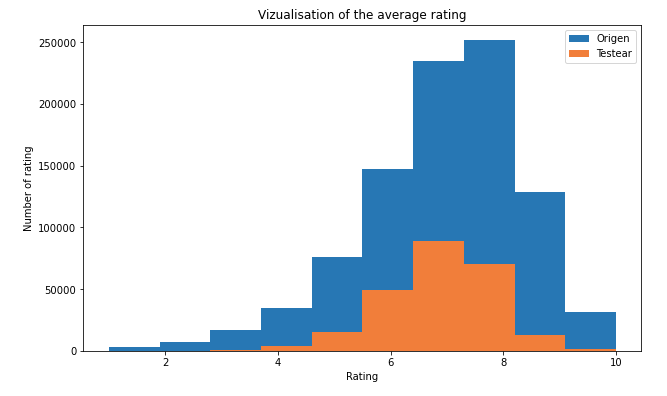 Vizualisation of the average rating
Origen
Testear
250000
200000
150000
100000
50000
0
Number of rating
2 4 6 8 10
Rating